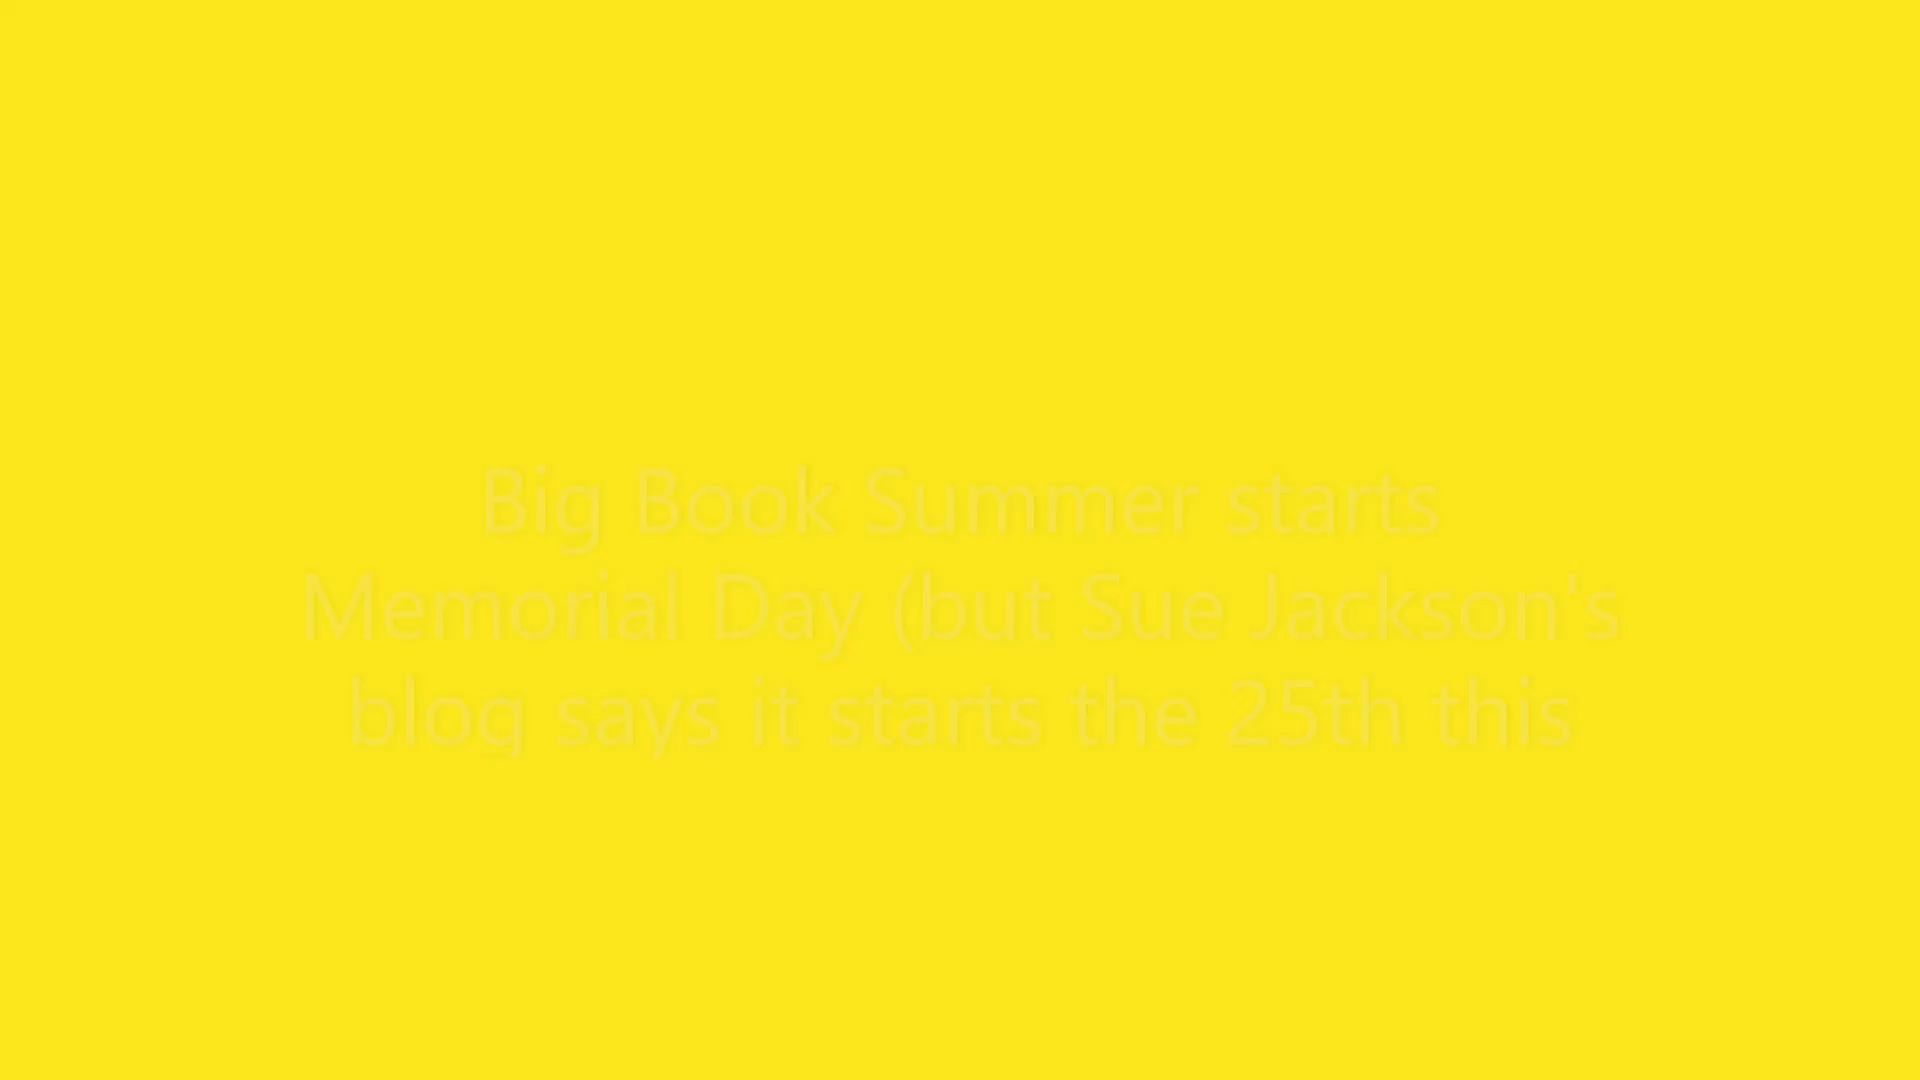 Big Book Summer starts
Memorial Day (but Sue Jackson's
blog says it starts the 25th this